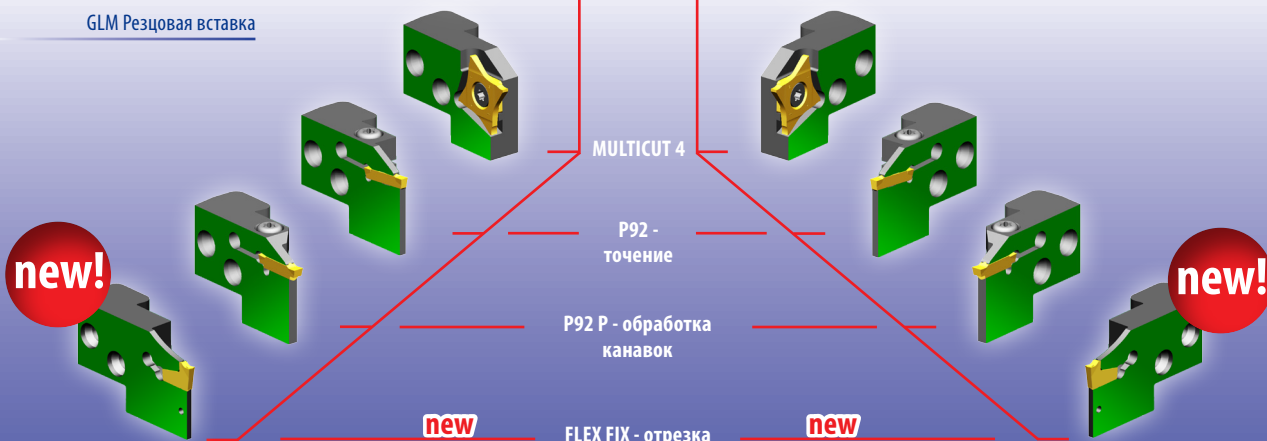 GLM Резцовая вставка
MULTICUT 4
P92 -
точение
new!
new!
P92 P - обработка
канавок
new
new
FLEX FIX - отрезка